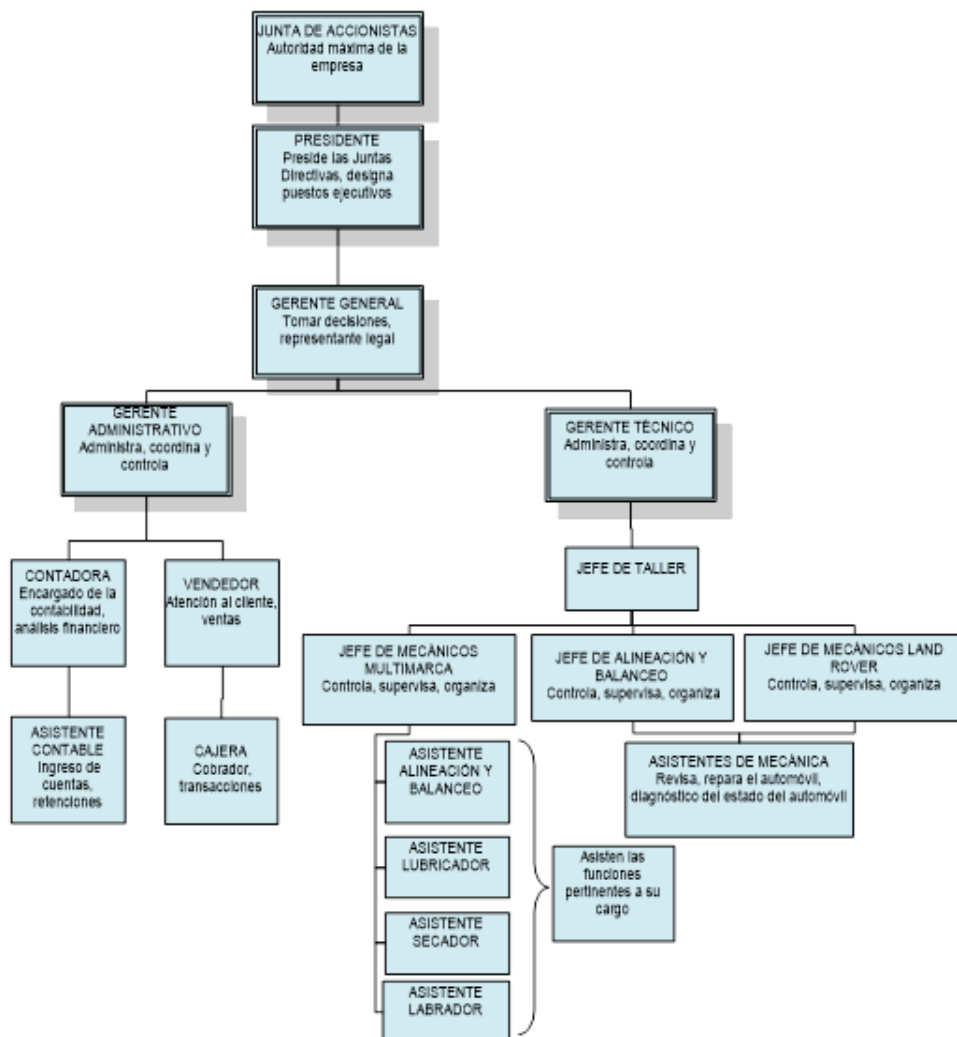 JUNTA DE ACCIONISTAS
Autoridad máxima de la
empresa
PRESIDENTE
Preside las Juntas
Directivas, designa
puestos ejecutivos
GERENTE GENERAL
Tomar decisiones,
representante legal
GERENTE
ADMINISTRATIVO
Administra, coordina y
controla
GERENTE TÉCNICO
Administra, coordina y
controla
CONTADORA
Encargado de la
contabilidad,
análisis financiero
VENDEDOR
Atención al cliente,
ventas
JEFE DE TALLER
JEFE DE MECÀNICOS
MULTIMARCA
Controla, supervisa, organiza
JEFE DE ALINEACIÓN Y
BALANCEO
Controla, supervisa, organiza
JEFE DE MECÀNICOS LAND
ROVER
Controla, supervisa, organiza
ASISTENTE
CONTABLE
Ingreso de
cuentas,
retenciones
CAJERA
Cobrador,
transacciones
ASISTENTE
ALINEACIÓN Y
BALANCEO
ASISTENTES DE MECÀNICA
Revisa, repara el automóvil,
diagnóstico del estado del automóvil
ASISTENTE
LUBRICADOR
Asisten las
funciones
pertinentes a su
cargo
ASISTENTE
SECADOR
ASISTENTE
LABRADOR